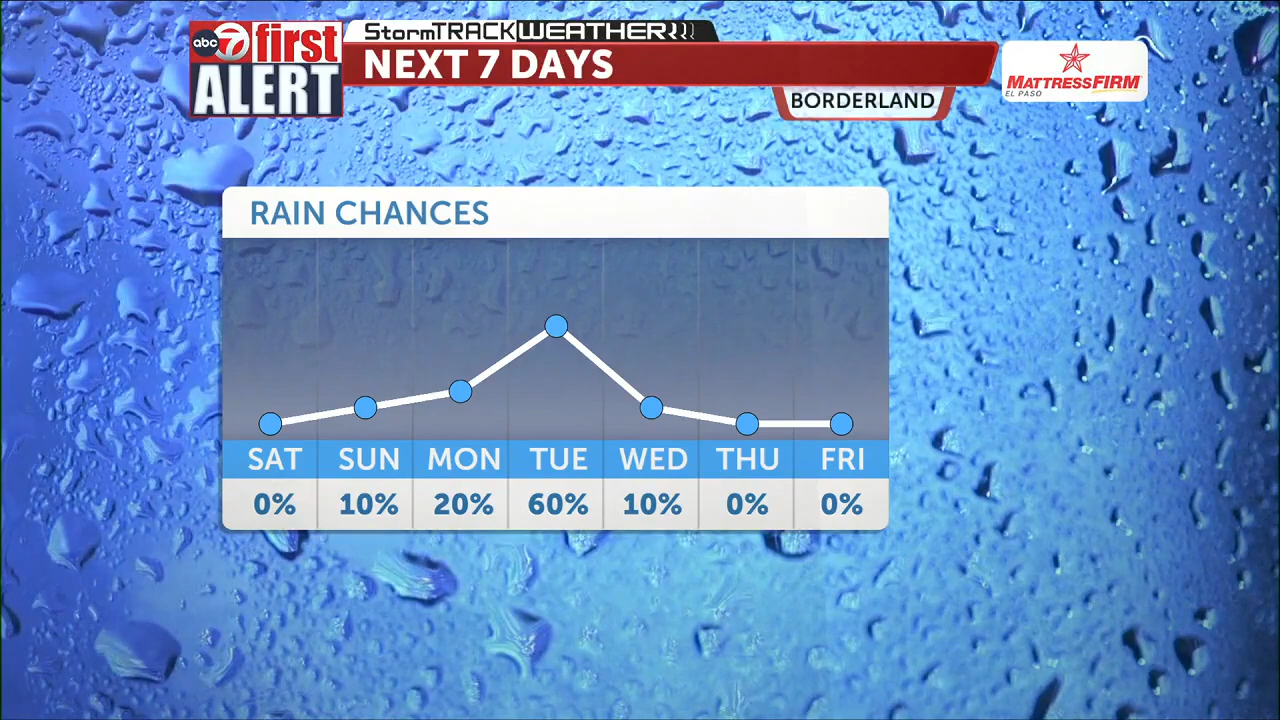 abc 7 first
ALERT
StormTRACKWEATHER
NEXT 7 DAYS
BORDERLAND
MATTRESSFIRM
EL PASO
RAIN CHANCES
SAT SUN MON TUE WED THU FRI
0% 10% 20% 60% 10% 0% 0%